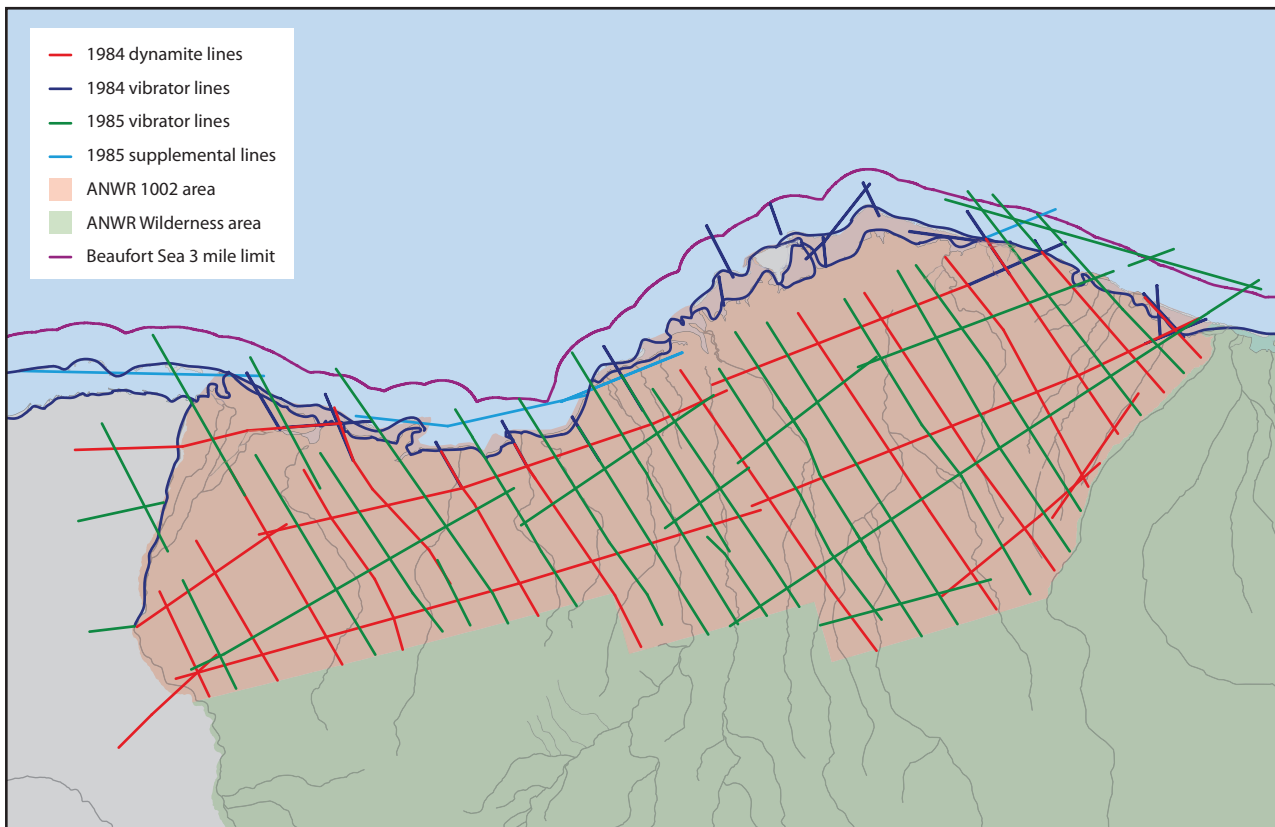 1984 dynamite lines
1984 vibrator lines
1985 vibrator lines
1985 supplemental lines
ANWR 1002 area
ANWR Wilderness area
Beaufort Sea 3 mile limit